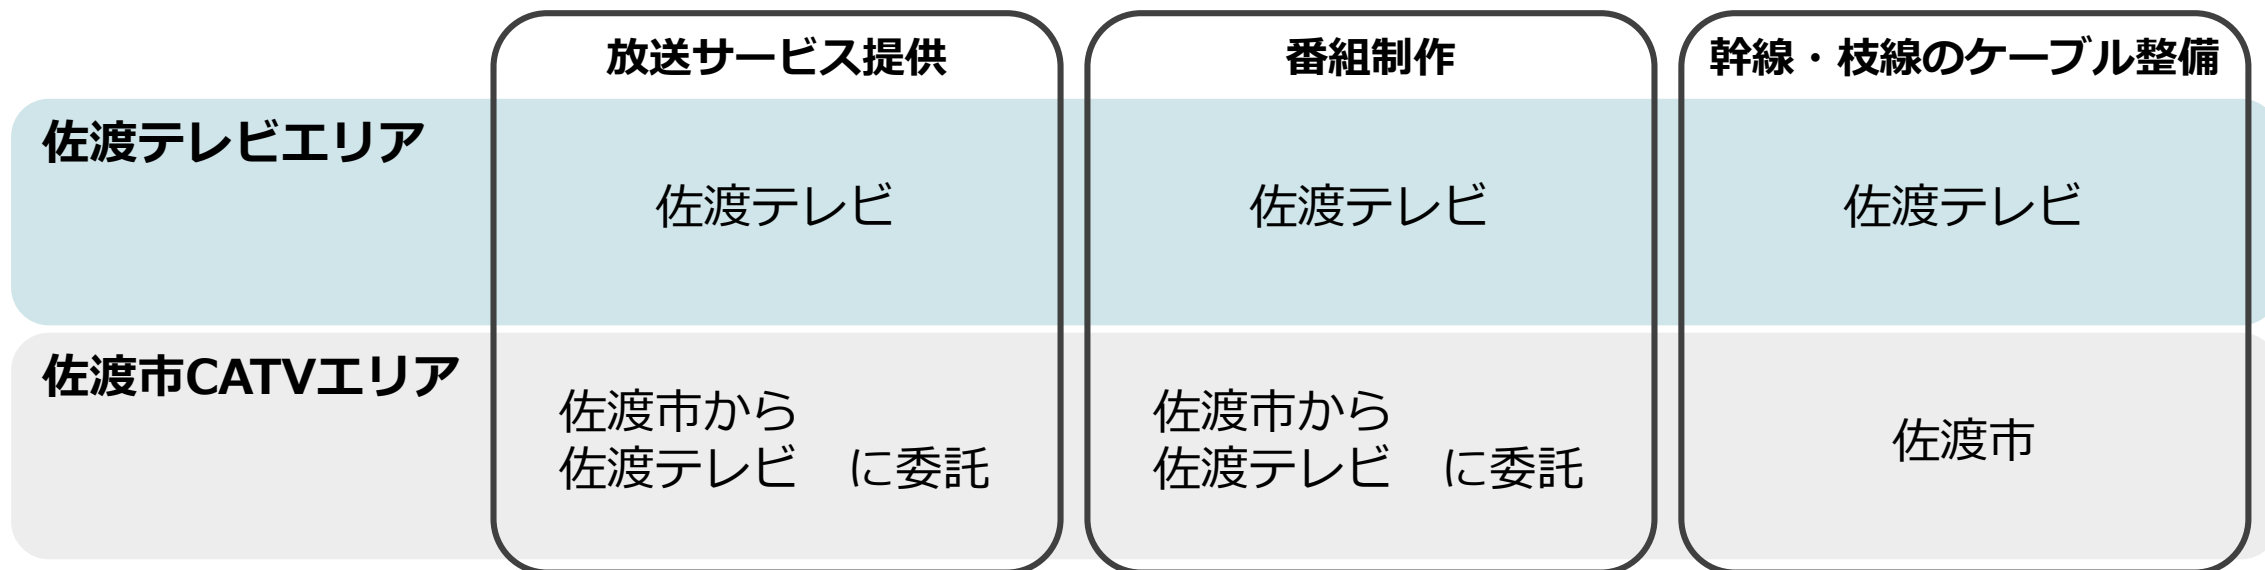 放送サービス提供
番組制作
幹線・枝線のケーブル整備
佐渡テレビエリア
佐渡テレビ
佐渡テレビ
佐渡テレビ
佐渡市CATVエリア
佐渡市から
佐渡テレビ　に委託
佐渡市から
佐渡テレビ　に委託
佐渡市